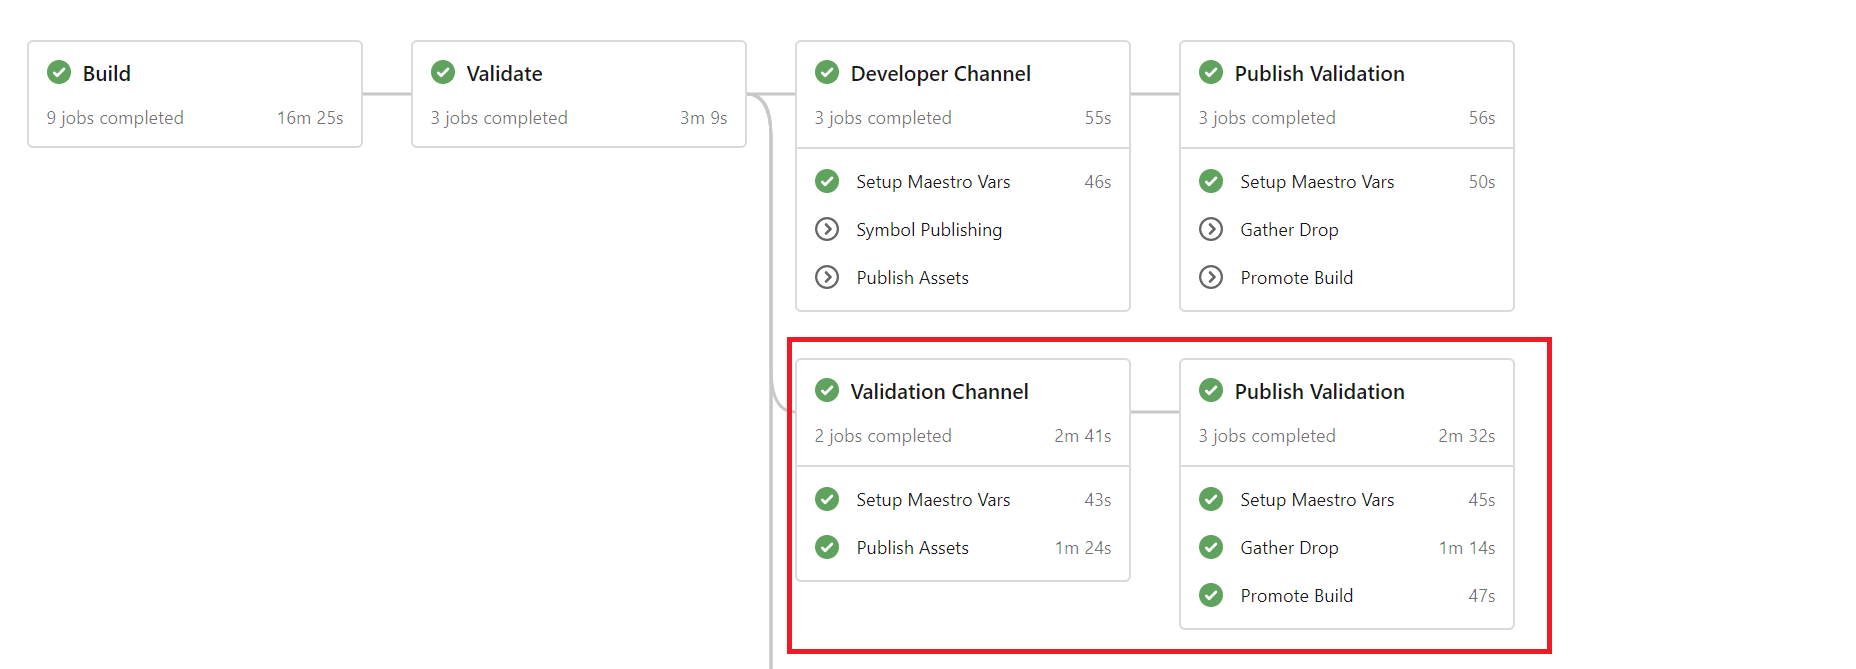 Build
9 jobs completed 16m 25s
Validate
3 jobs completed 3m 9s
Developer Channel
3 jobs completed 55s
Setup Maestro Vars 46s
Symbol Publishing
Publish Assets
Publish Validation
3 jobs completed 56s
Setup Maestro Vars 50s
Gather Drop
Promote Build
Validation Channel
2 jobs completed 2m 41s
Setup Maestro Vars 43s
Publish Assets 1m 24s
Publish Validation
3 jobs completed 2m 32s
Setup Maestro Vars 45s
Gather Drop 1m 14s
Promote Build 47s